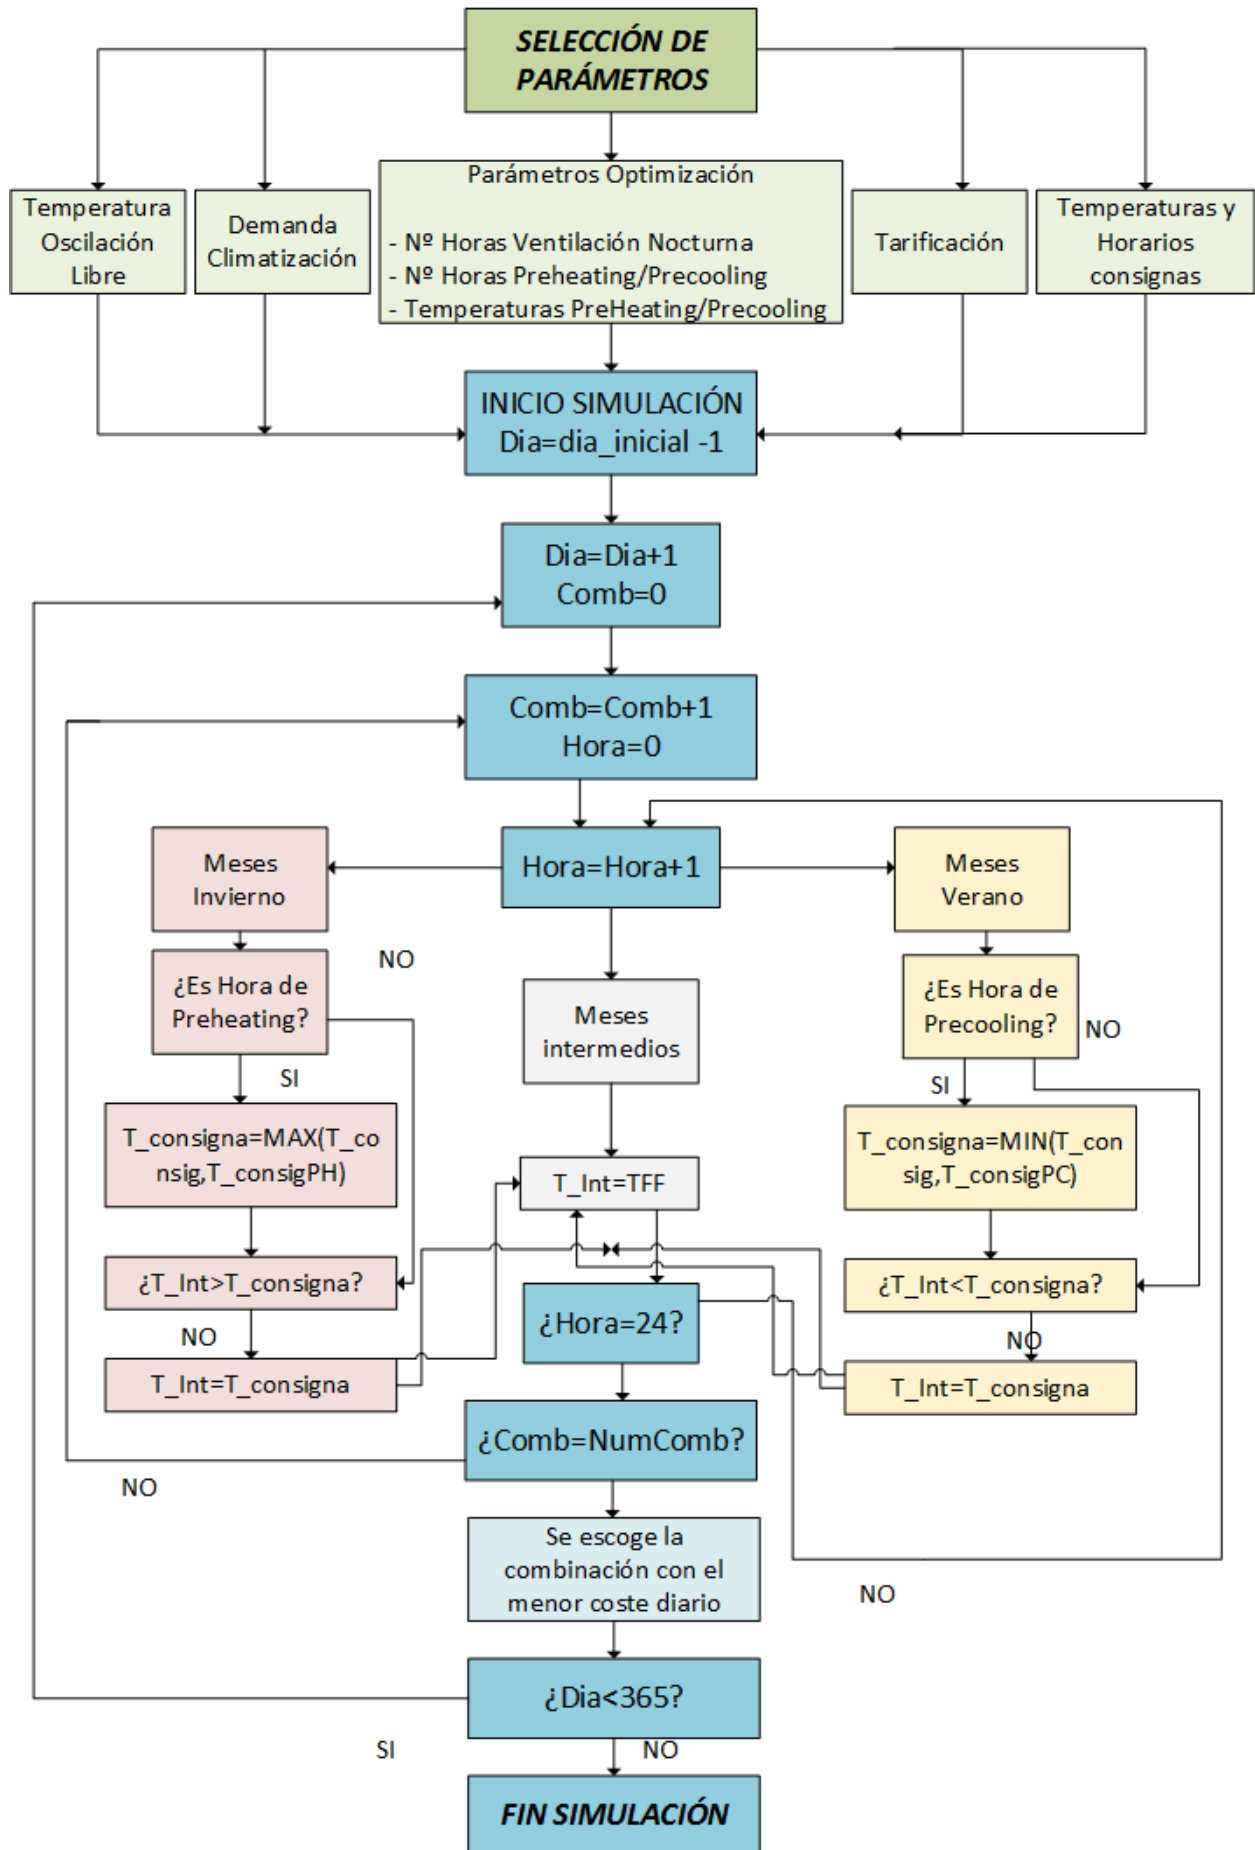 SELECCIÓN DE
PARÁMETROS
Temperatura
Oscilación
Libre
Demanda
Climatización
Parámetros Optimización
- Nº Horas Ventilación Nocturna
- Nº Horas Preheating/Precooling
- Temperaturas PreHeating/Precooling
Tarificación
Temperaturas y
Horarios
consignas
INICIO SIMULACIÓN
Dia=dia_inicial -1
Dia=Dia+1
Comb=0
Comb=Comb+1
Hora=0
Hora=Hora+1
Meses
Invierno
¿Es Hora de
Preheating?
NO
SI
T_consigna=MAX(T_co
nsig,T_consigPH)
¿T_Int>T_consigna?
NO
T_Int=T_consigna
Meses
intermedios
T_Int=TFF
Meses
Verano
¿Es Hora de
Precooling?
NO
SI
T_consigna=MIN(T_con
sig,T_consigPC)
¿T_Int<T_consigna?
NO
T_Int=T_consigna
¿Hora=24?
NO
¿Comb=NumComb?
NO
Se escoge la
combinación con el
menor coste diario
¿Dia<365?
SI
NO
FIN SIMULACIÓN